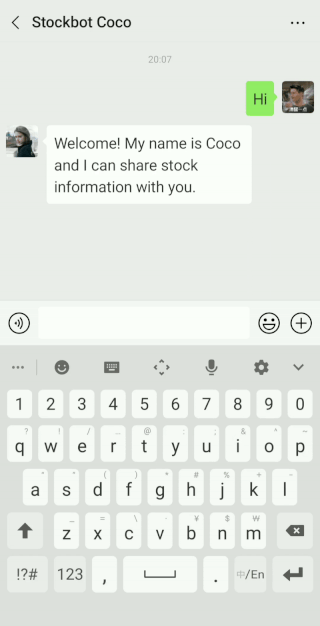 Stockbot Coco
20:07
Hi
Welcome! My name is Coco
and I can share stock
information with you.
1 2 3 4 5 6 7 8 9 0
q w e r t y u i o p
a s d f g h j k l
z x c v b n m
!?# 123 , . 中/En